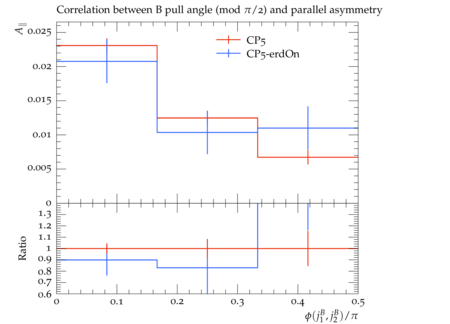 Correlation between B pull angle (mod π/2) and parallel asymmetry
A∥
0.025
0.02
0.015
0.01
0.005
0
CP5
CP5-erdOn
Ratio
1.3
1.2
1.1
1
0.9
0.8
0.7
0.6
0 0.1 0.2 0.3 0.4 0.5
ϕ(j₁ᴮ, j₂ᴮ)/π